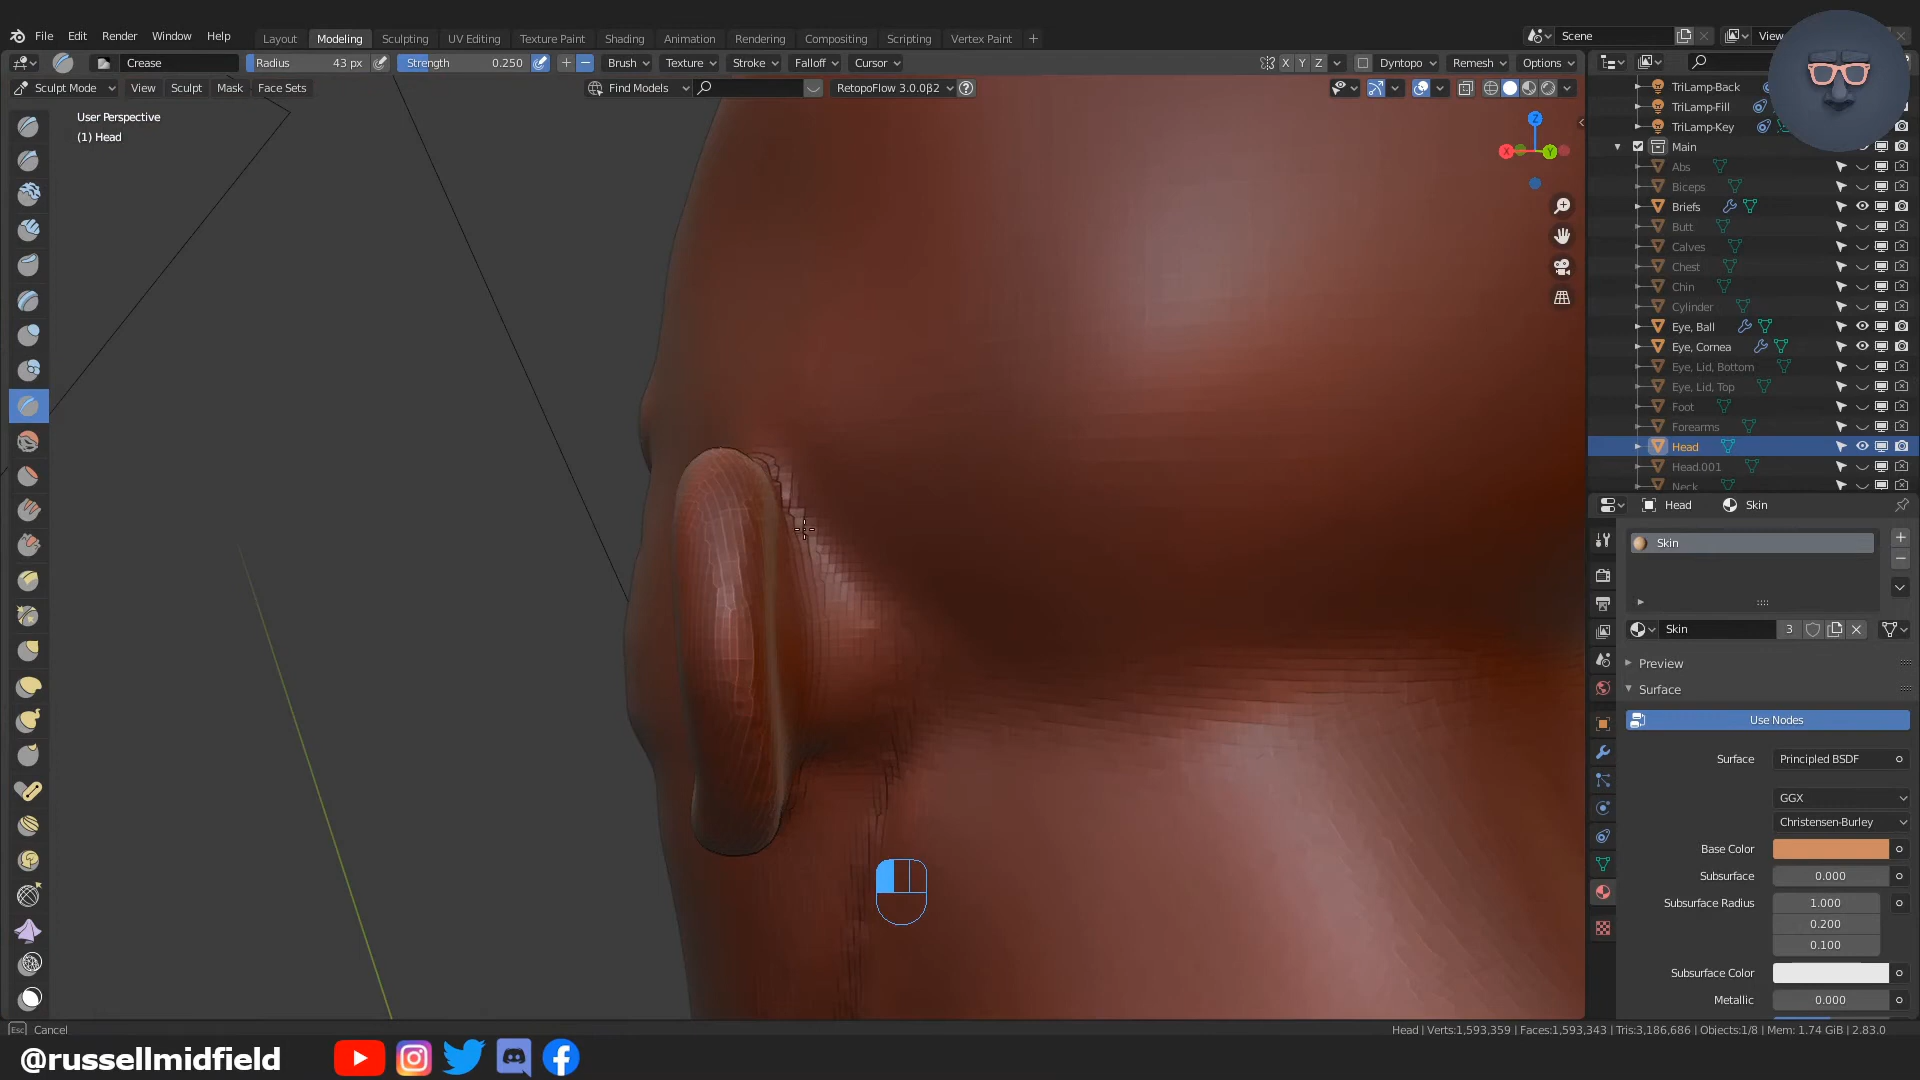 File Edit Render Window Help Layout Modeling Sculpting UV Editing Texture Paint Shading Animation Rendering Compositing Scripting Vertex Paint + Scene View
Crease Radius 43 px Strength 0.250 + − Brush Texture Stroke Falloff Cursor X Y Z Dyntopo Remesh Options
Sculpt Mode View Sculpt Mask Face Sets Find Models RetopoFlow 3.0.0β2 ?
User Perspective
(1) Head
Z
X
Y
TriLamp-Back
TriLamp-Fill
TriLamp-Key
Main
Abs
Biceps
Briefs
Butt
Calves
Chest
Chin
Cylinder
Eye, Ball
Eye, Cornea
Eye, Lid, Bottom
Eye, Lid, Top
Foot
Forearms
Head
Head.001
Neck
Head Skin
Skin
Skin 3
Preview
Surface
Use Nodes
Surface Principled BSDF
GGX
Christensen-Burley
Base Color
Subsurface 0.000
Subsurface Radius 1.000
0.200
0.100
Subsurface Color
Metallic 0.000
Esc Cancel
Head | Verts:1,593,359 | Faces:1,593,343 | Tris:3,186,686 | Objects:1/8 | Mem: 1.74 GiB | 2.83.0
@russellmidfield